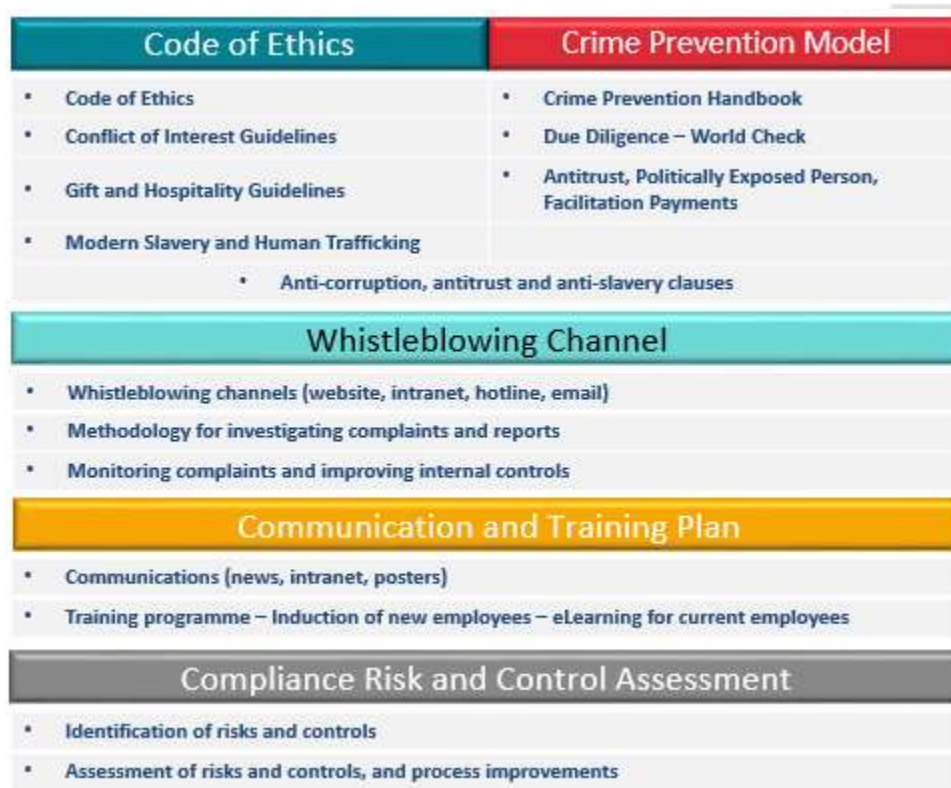 Code of Ethics
Crime Prevention Model
• Code of Ethics
• Crime Prevention Handbook
• Conflict of Interest Guidelines
• Due Diligence – World Check
• Gift and Hospitality Guidelines
• Antitrust, Politically Exposed Person,
Facilitation Payments
• Modern Slavery and Human Trafficking
• Anti-corruption, antitrust and anti-slavery clauses
Whistleblowing Channel
• Whistleblowing channels (website, intranet, hotline, email)
• Methodology for investigating complaints and reports
• Monitoring complaints and improving internal controls
Communication and Training Plan
• Communications (news, intranet, posters)
• Training programme – Induction of new employees – eLearning for current employees
Compliance Risk and Control Assessment
• Identification of risks and controls
• Assessment of risks and controls, and process improvements